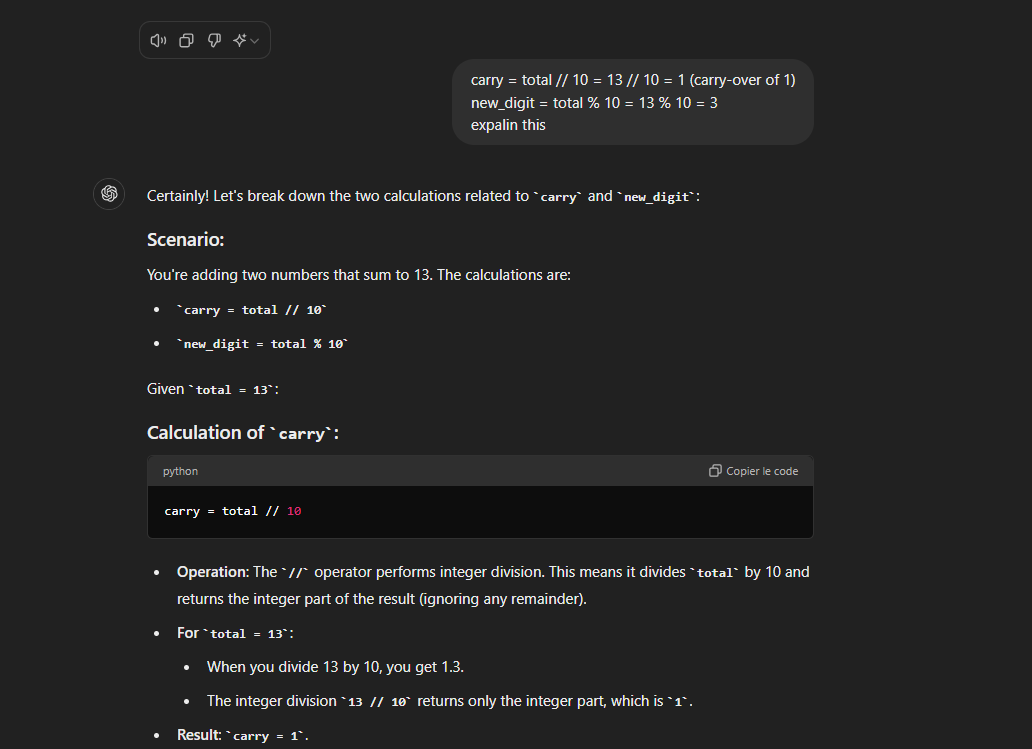 carry = total // 10 = 13 // 10 = 1 (carry-over of 1)
new_digit = total % 10 = 13 % 10 = 3
expalin this
Certainly! Let's break down the two calculations related to `carry` and `new_digit`:
Scenario:
You're adding two numbers that sum to 13. The calculations are:
• `carry = total // 10`
• `new_digit = total % 10`
Given `total = 13`:
Calculation of `carry`:
python Copier le code
carry = total // 10
• Operation: The `//` operator performs integer division. This means it divides `total` by 10 and
returns the integer part of the result (ignoring any remainder).
• For `total = 13`:
• When you divide 13 by 10, you get 1.3.
• The integer division `13 // 10` returns only the integer part, which is `1`.
• Result: `carry = 1`.